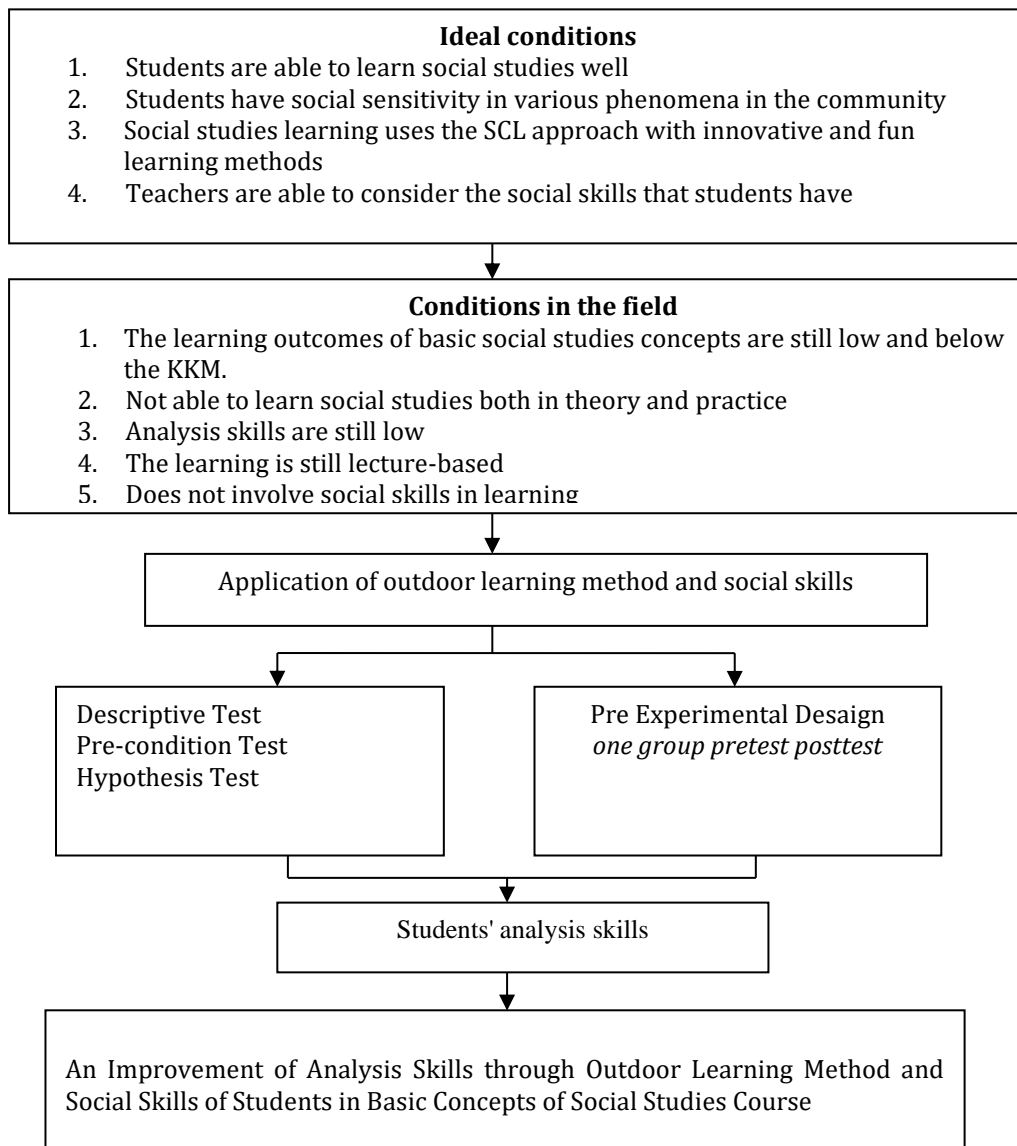 Ideal conditions
1. Students are able to learn social studies well
2. Students have social sensitivity in various phenomena in the community
3. Social studies learning uses the SCL approach with innovative and fun
learning methods
4. Teachers are able to consider the social skills that students have
Conditions in the field
1. The learning outcomes of basic social studies concepts are still low and below
the KKM.
2. Not able to learn social studies both in theory and practice
3. Analysis skills are still low
4. The learning is still lecture-based
5. Does not involve social skills in learning
Application of outdoor learning method and social skills
Descriptive Test
Pre-condition Test
Hypothesis Test
Pre Experimental Desaign
one group pretest posttest
Students' analysis skills
An Improvement of Analysis Skills through Outdoor Learning Method and
Social Skills of Students in Basic Concepts of Social Studies Course